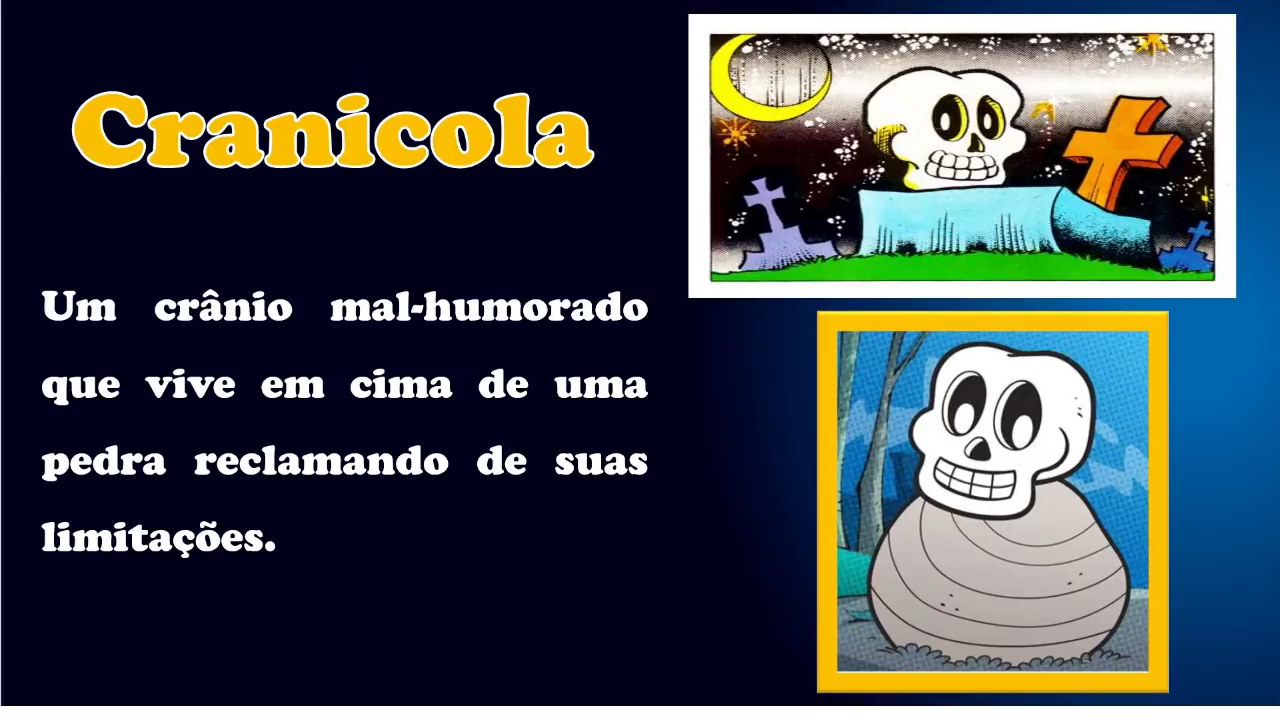 Cranicola
Um crânio mal-humorado
que vive em cima de uma
pedra reclamando de suas
limitações.